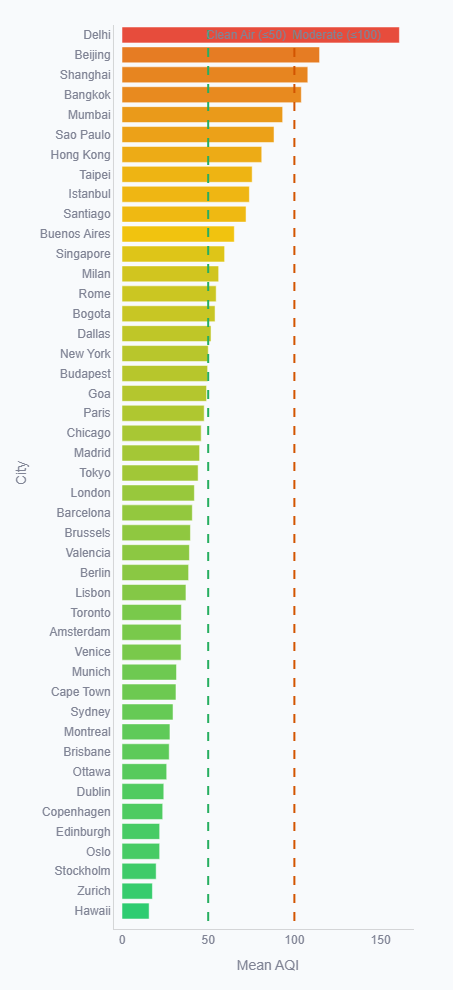 Delhi
Clean Air (<50)
Moderate (<100)
Beijing
Shanghai
Bangkok
Mumbai
Sao Paulo
Hong Kong
Taipei
Istanbul
Santiago
Buenos Aires
Singapore
Milan
Rome
Bogota
Dallas
New York
Budapest
Goa
Paris
Chicago
Madrid
Tokyo
London
Barcelona
Brussels
Valencia
Berlin
Lisbon
Toronto
Amsterdam
Venice
Munich
Cape Town
Sydney
Montreal
Brisbane
Ottawa
Dublin
Copenhagen
Edinburgh
Oslo
Stockholm
Zurich
Hawaii
City
0 50 100 150
Mean AQI